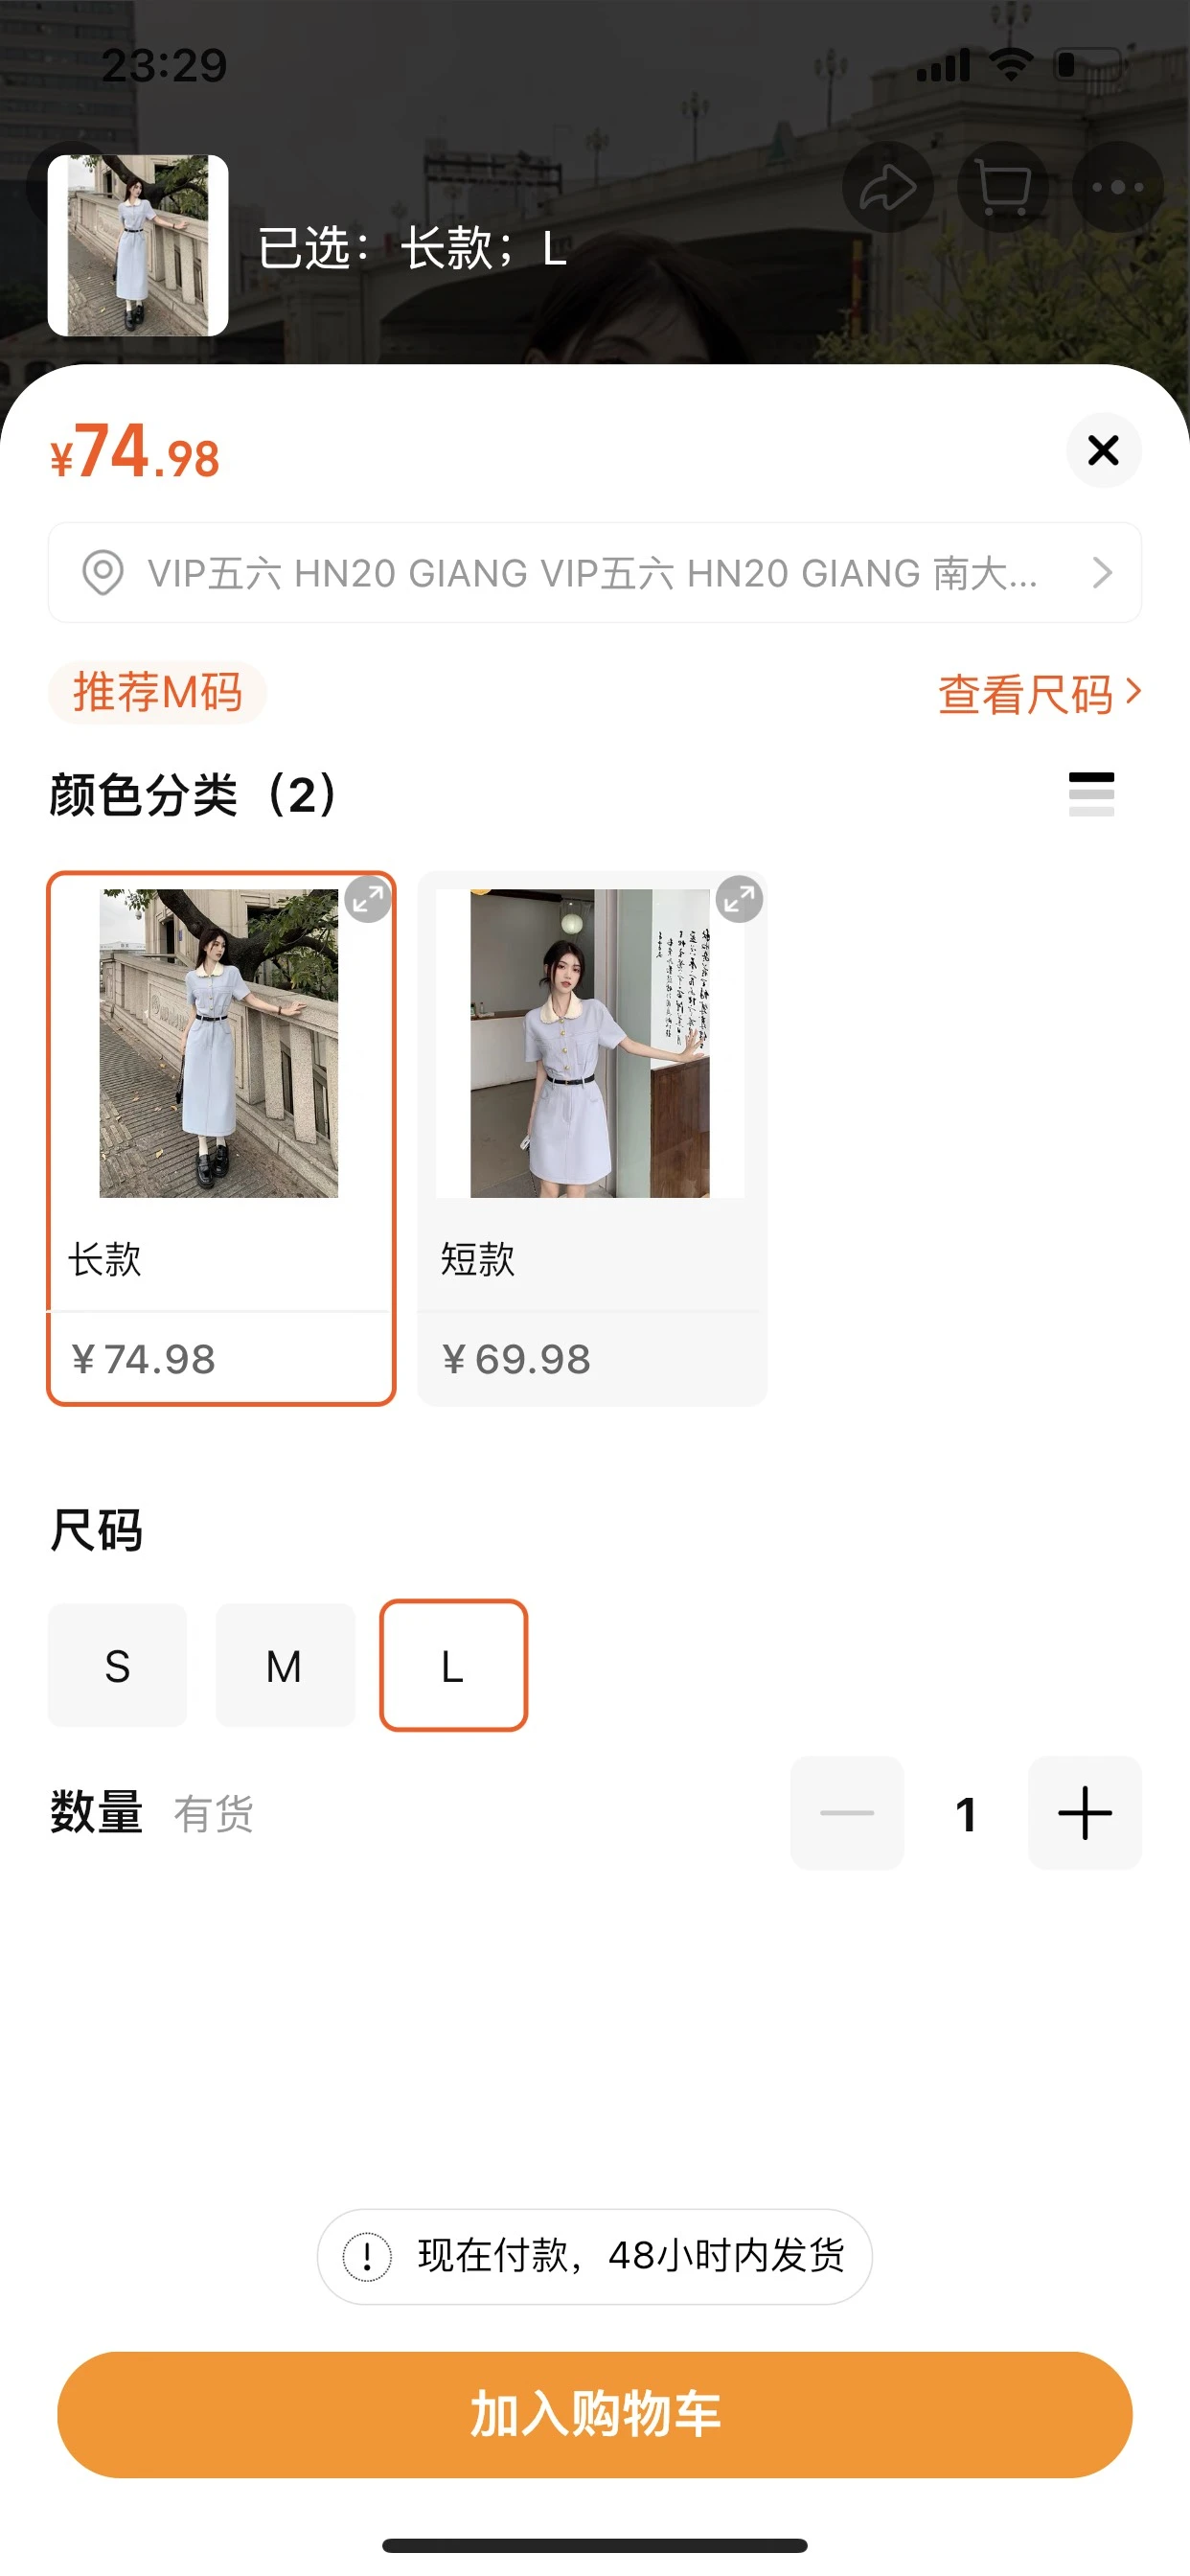 23:29
已选：长款；L
¥74.98
VIP五六 HN20 GIANG VIP五六 HN20 GIANG 南大...
推荐M码
查看尺码
颜色分类（2）
长款
短款
¥ 74.98
¥ 69.98
尺码
S
M
L
数量 有货
1
现在付款，48小时内发货
加入购物车